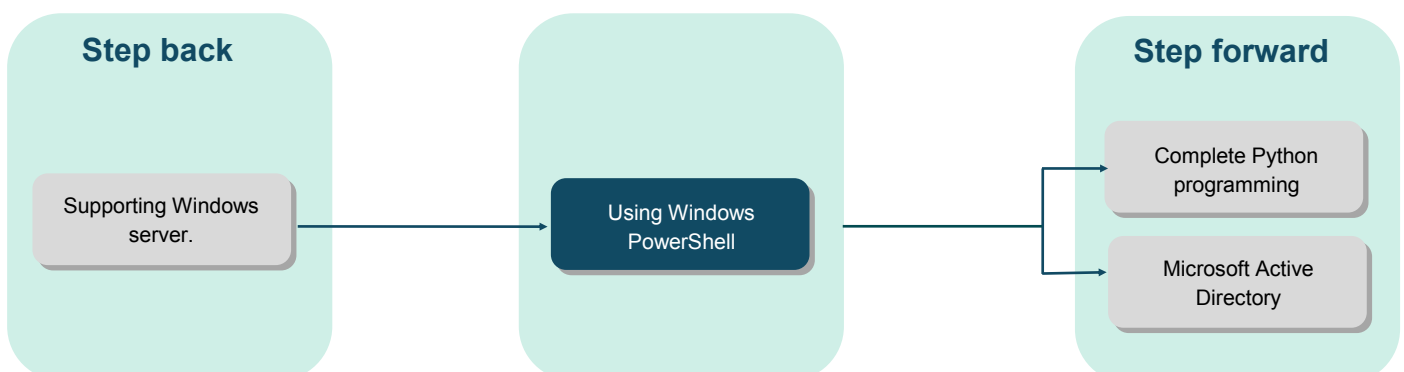 Step back
Supporting Windows
server.
Using Windows
PowerShell
Step forward
Complete Python
programming
Microsoft Active
Directory